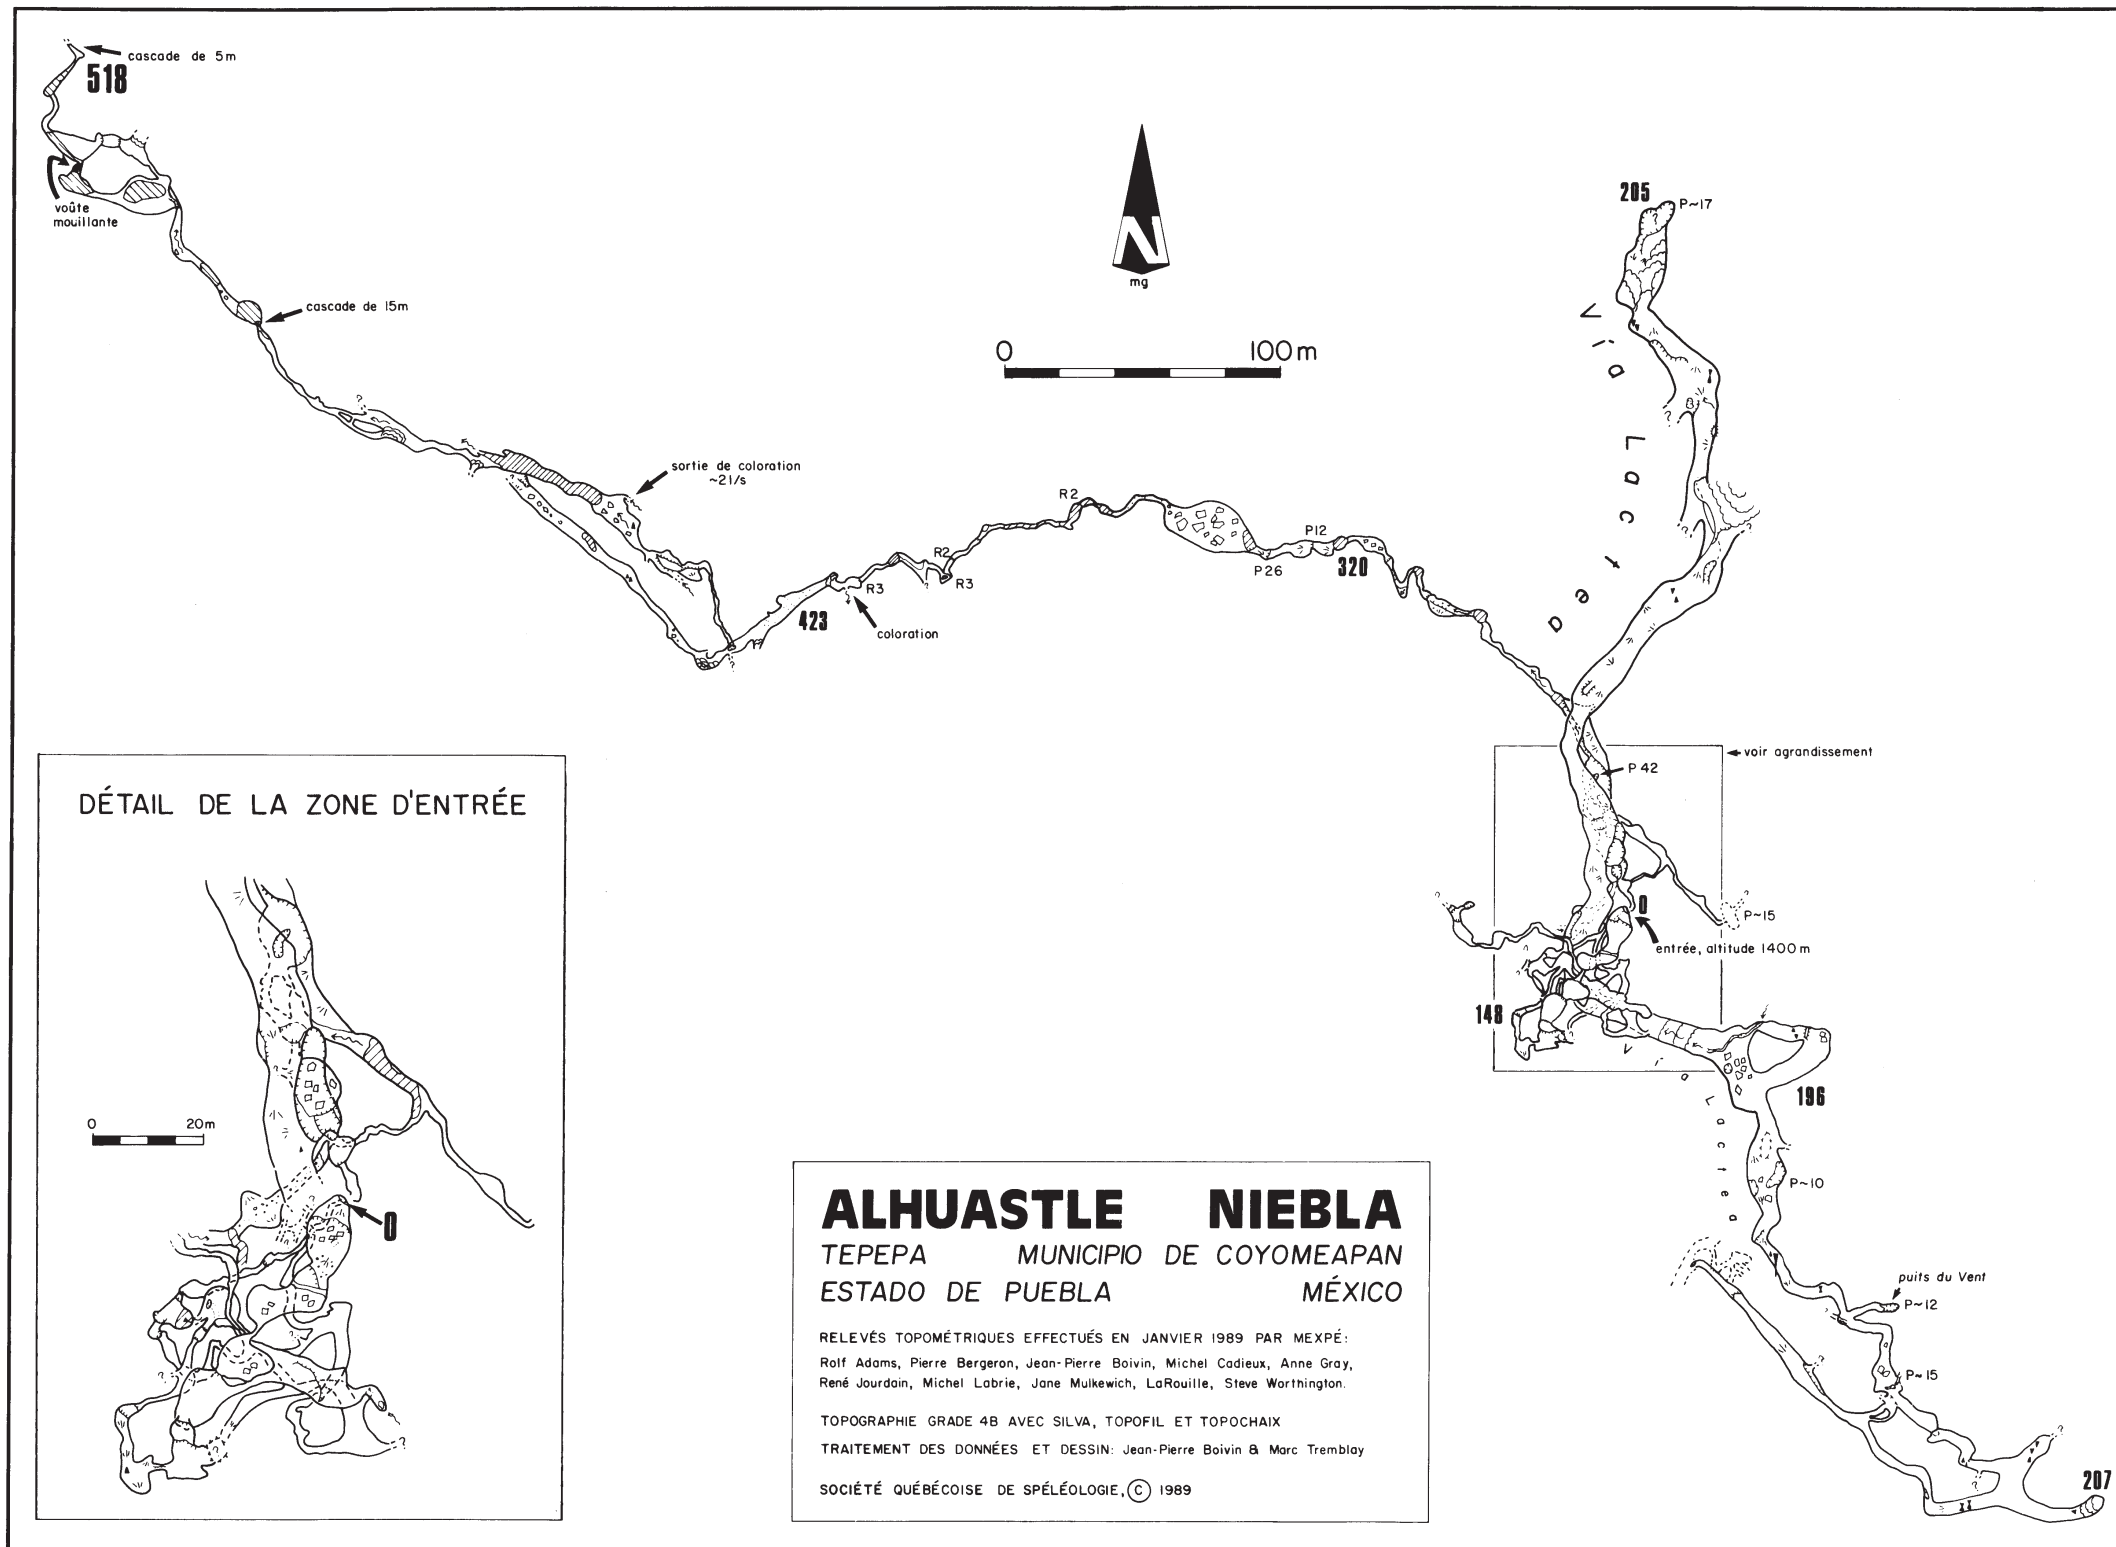 cascade de 5m
518
voûte
mouillante
cascade de 15m
sortie de coloration
~2l/s
N
mg
0 100m
205
P~17
Vía Lactea
R2
P12
P26
320
R2
R3
R3
423
coloration
voir agrandissement
P 42
0
P~15
entrée, altitude 1400m
148
Vía Lactea
196
P~10
puits du Vent
P~12
P~15
207
DÉTAIL DE LA ZONE D'ENTRÉE
0 20m
0
ALHUASTLE NIEBLA
TEPEPA MUNICIPIO DE COYOMEAPAN
ESTADO DE PUEBLA MÉXICO
RELEVÉS TOPOMÉTRIQUES EFFECTUÉS EN JANVIER 1989 PAR MEXPÉ:
Rolf Adams, Pierre Bergeron, Jean-Pierre Boivin, Michel Cadieux, Anne Gray,
René Jourdain, Michel Labrie, Jane Mulkewich, LaRouille, Steve Worthington.
TOPOGRAPHIE GRADE 4B AVEC SILVA, TOPOFIL ET TOPOCHAIX
TRAITEMENT DES DONNÉES ET DESSIN: Jean-Pierre Boivin & Marc Tremblay
SOCIÉTÉ QUÉBÉCOISE DE SPÉLÉOLOGIE, © 1989